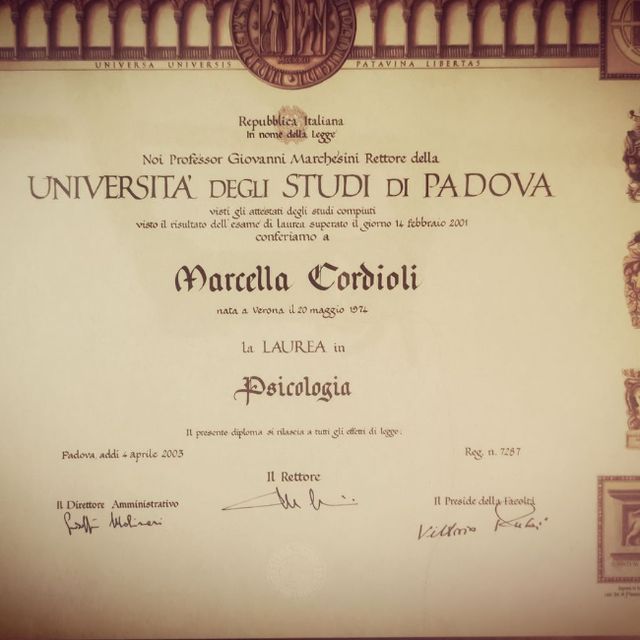 UNIVERSA UNIVERSIS PATAVINA LIBERTAS
Repubblica Italiana
In nome della Legge
Noi Professor Giovanni Marchesini Rettore della
UNIVERSITA' DEGLI STUDI DI PADOVA
visti gli attestati degli studi compiuti
visto il risultato dell'esame di laurea superato il giorno 14 febbraio 2001
conferiamo a
Marcella Cordioli
nata a Verona il 20 maggio 1974
la LAUREA in
Psicologia
Il presente diploma si rilascia a tutti gli effetti di legge.
Padova, addì 4 aprile 2003
Reg. n. 7287
Il Rettore
Il Direttore Amministrativo
Il Preside della Facoltà
Vittorio